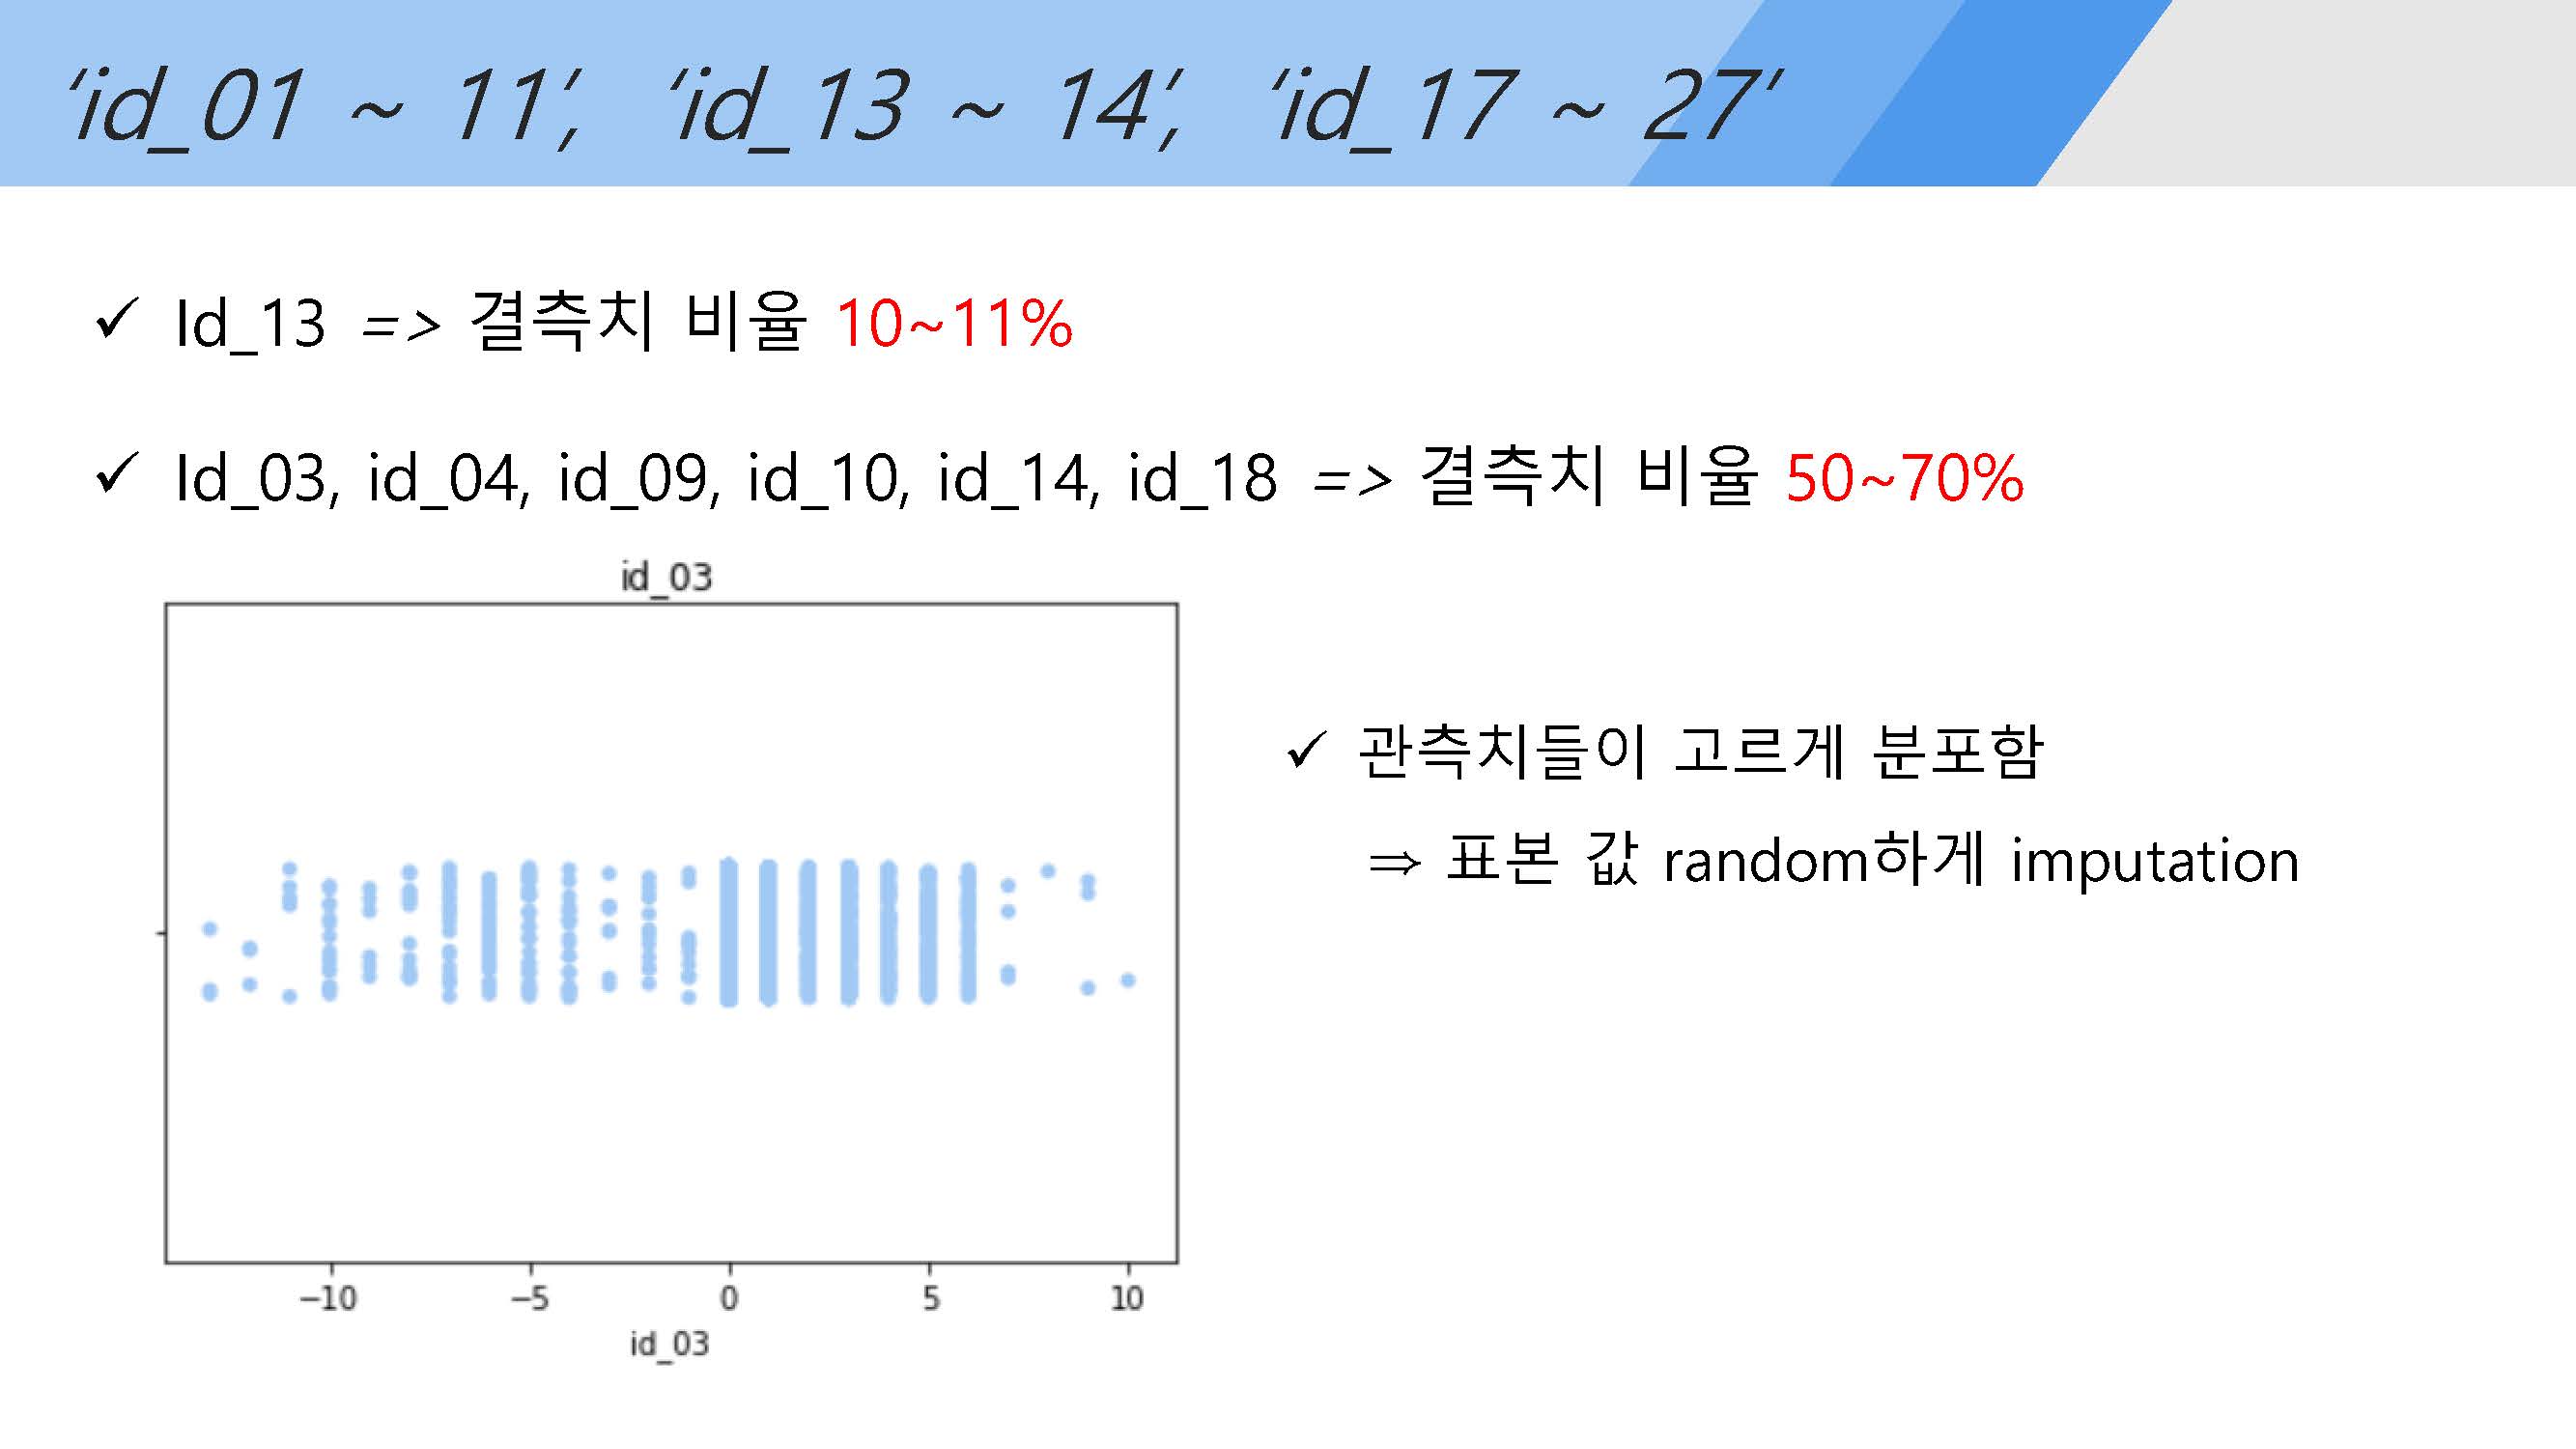 ‘id_01 ~ 11’, ‘id_13 ~ 14’, ‘id_17 ~ 27’
✓ Id_13 => 결측치 비율 10~11%
✓ Id_03, id_04, id_09, id_10, id_14, id_18 => 결측치 비율 50~70%
id_03
−10 −5 0 5 10
id_03
✓ 관측치들이 고르게 분포함
⇒ 표본 값 random하게 imputation